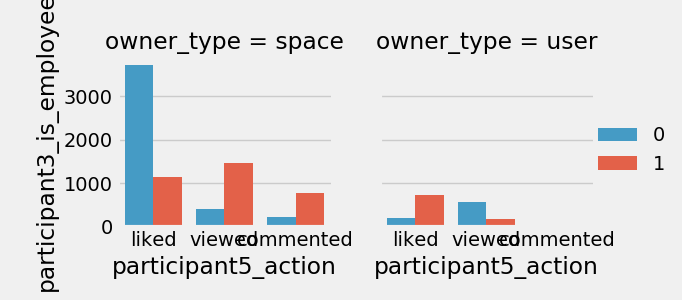 owner_type = space
owner_type = user
participant3_is_employee
3000
2000
1000
0
liked
viewed
commented
participant5_action
liked
viewed
commented
participant5_action
0
1